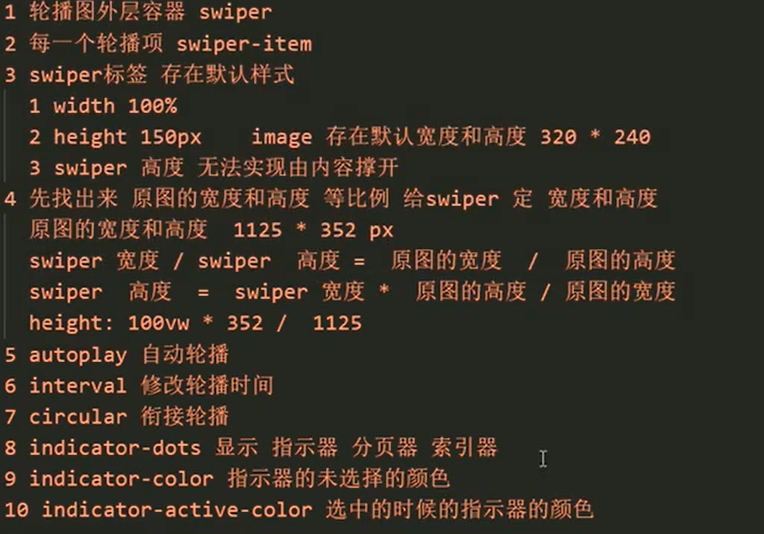 1 轮播图外层容器 swiper
2 每一个轮播项 swiper-item
3 swiper标签 存在默认样式
1 width 100%
2 height 150px image 存在默认宽度和高度 320 * 240
3 swiper 高度 无法实现由内容撑开
4 先找出来 原图的宽度和高度 等比例 给swiper 定 宽度和高度
原图的宽度和高度 1125 * 352 px
swiper 宽度 / swiper 高度 = 原图的宽度 / 原图的高度
swiper 高度 = swiper 宽度 * 原图的高度 / 原图的宽度
height: 100vw * 352 / 1125
5 autoplay 自动轮播
6 interval 修改轮播时间
7 circular 衔接轮播
8 indicator-dots 显示 指示器 分页器 索引器
9 indicator-color 指示器的未选择的颜色
10 indicator-active-color 选中的时候的指示器的颜色